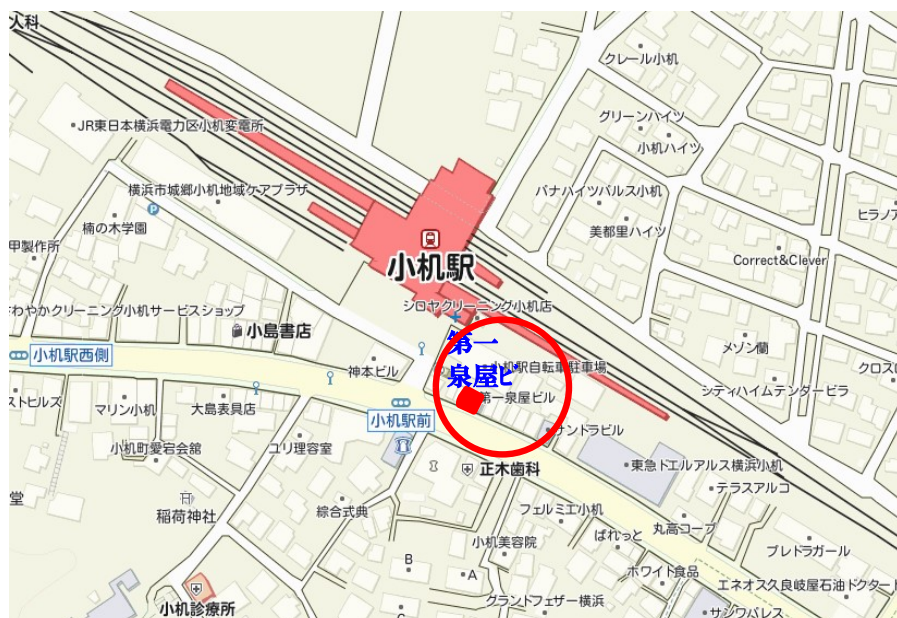 人科
クレール小机
JR東日本横浜電力区小机変電所
グリーンハイツ
小机ハイツ
横浜市城郷小机地域ケアプラザ
パナハイツパルス小机
ヒラノア
楠の木学園
美都里ハイツ
甲製作所
小机駅
Correct&Clever
シロヤクリーニング小机店
さわやかクリーニング小机サービスショップ
小島書店
第一
泉屋ビ
小机駅自転車駐車場
メゾン蘭
小机駅西側
神本ビル
クロスロ
シティハイムテンダービラ
第一泉屋ビル
ストヒルズ
マリン小机
大島表具店
小机駅前
サンドラビル
小机町愛宕会舘
ユリ理容室
正木歯科
東急ドエルアルス横浜小机
テラスアルコ
堂
稲荷神社
綜合式典
フェルミエ小机
丸高コープ
ぱれっと
小机美容院
プレドラガール
B
A
ホワイト食品
エネオス久良岐屋石油ドクター
小机診療所
グランドフェザー横浜
サンワパレス